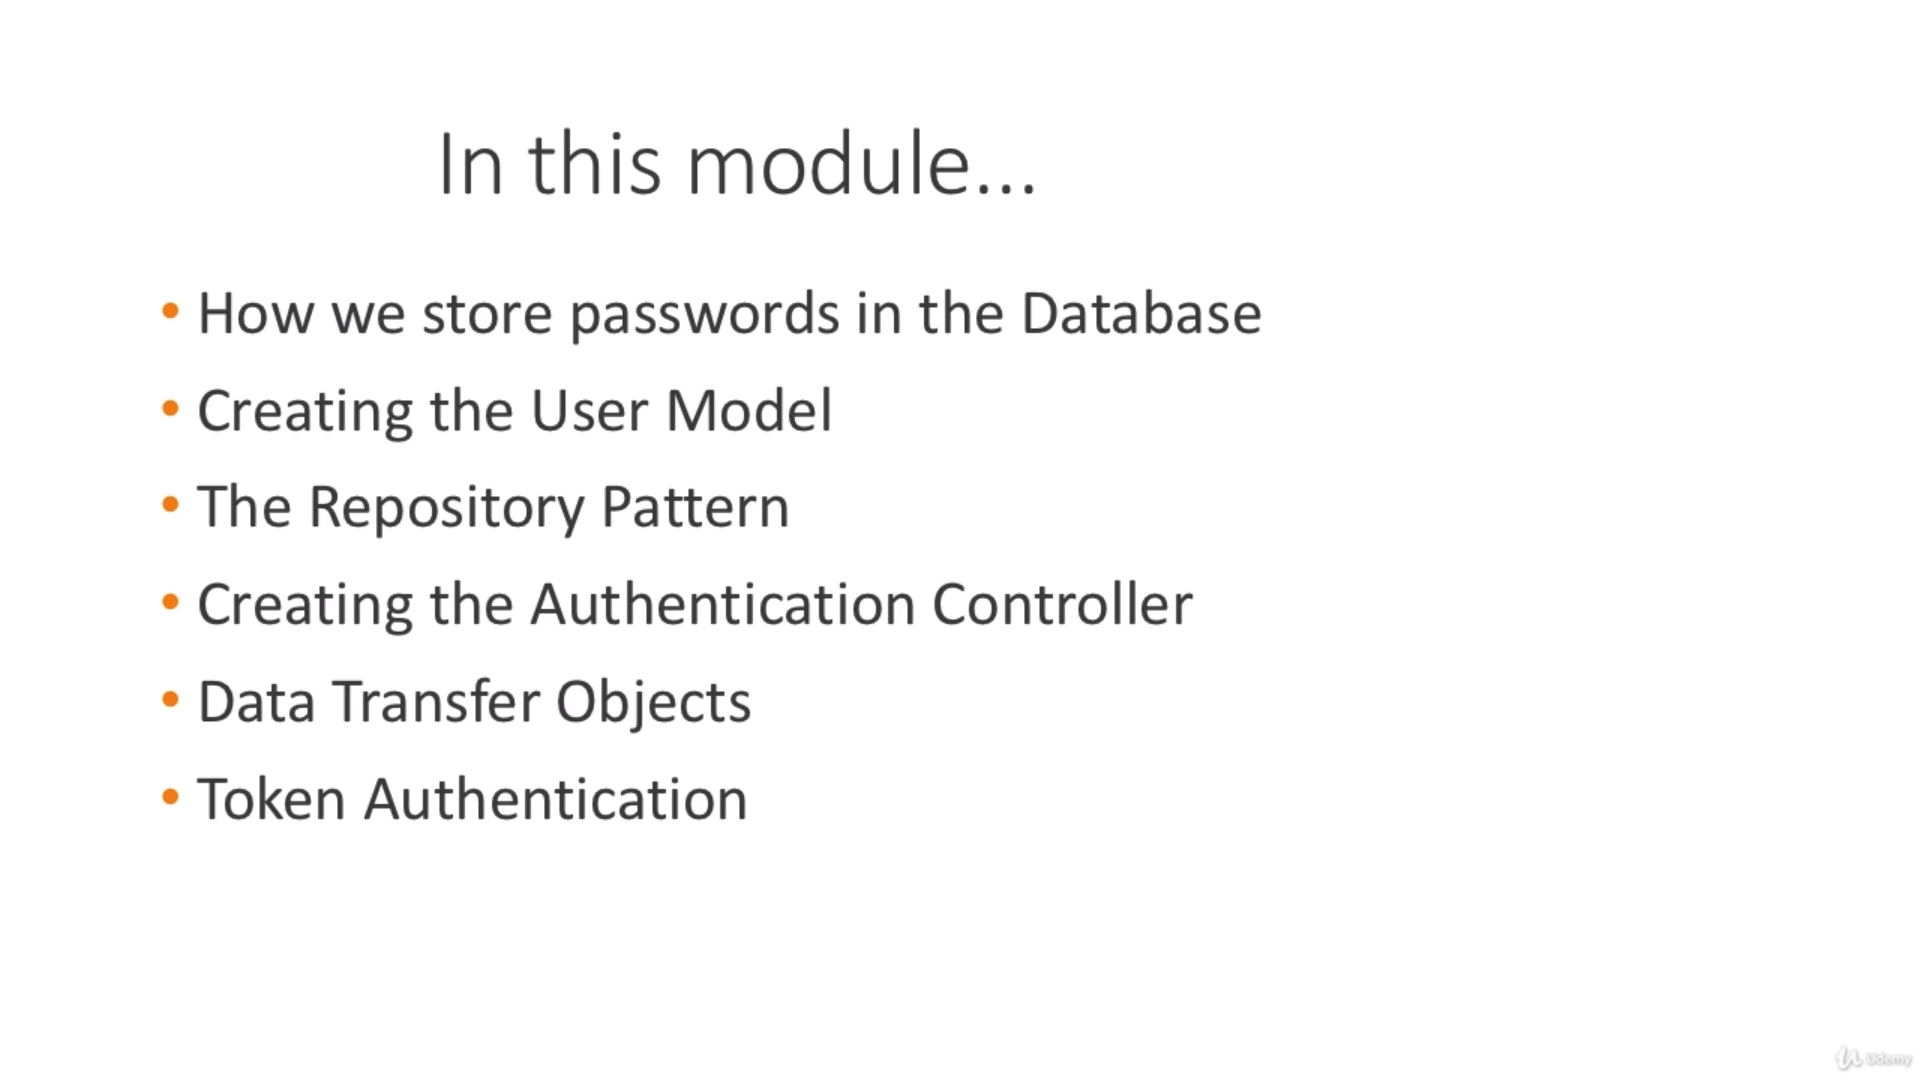 In this module...
• How we store passwords in the Database
• Creating the User Model
• The Repository Pattern
• Creating the Authentication Controller
• Data Transfer Objects
• Token Authentication
Udemy